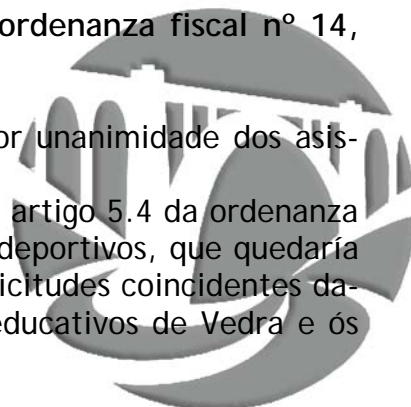 ordenanza fiscal nº 14,
or unanimidade dos asis-
artigo 5.4 da ordenanza
deportivos, que quedaría
icitudes coincidentes da-
educativos de Vedra e ós